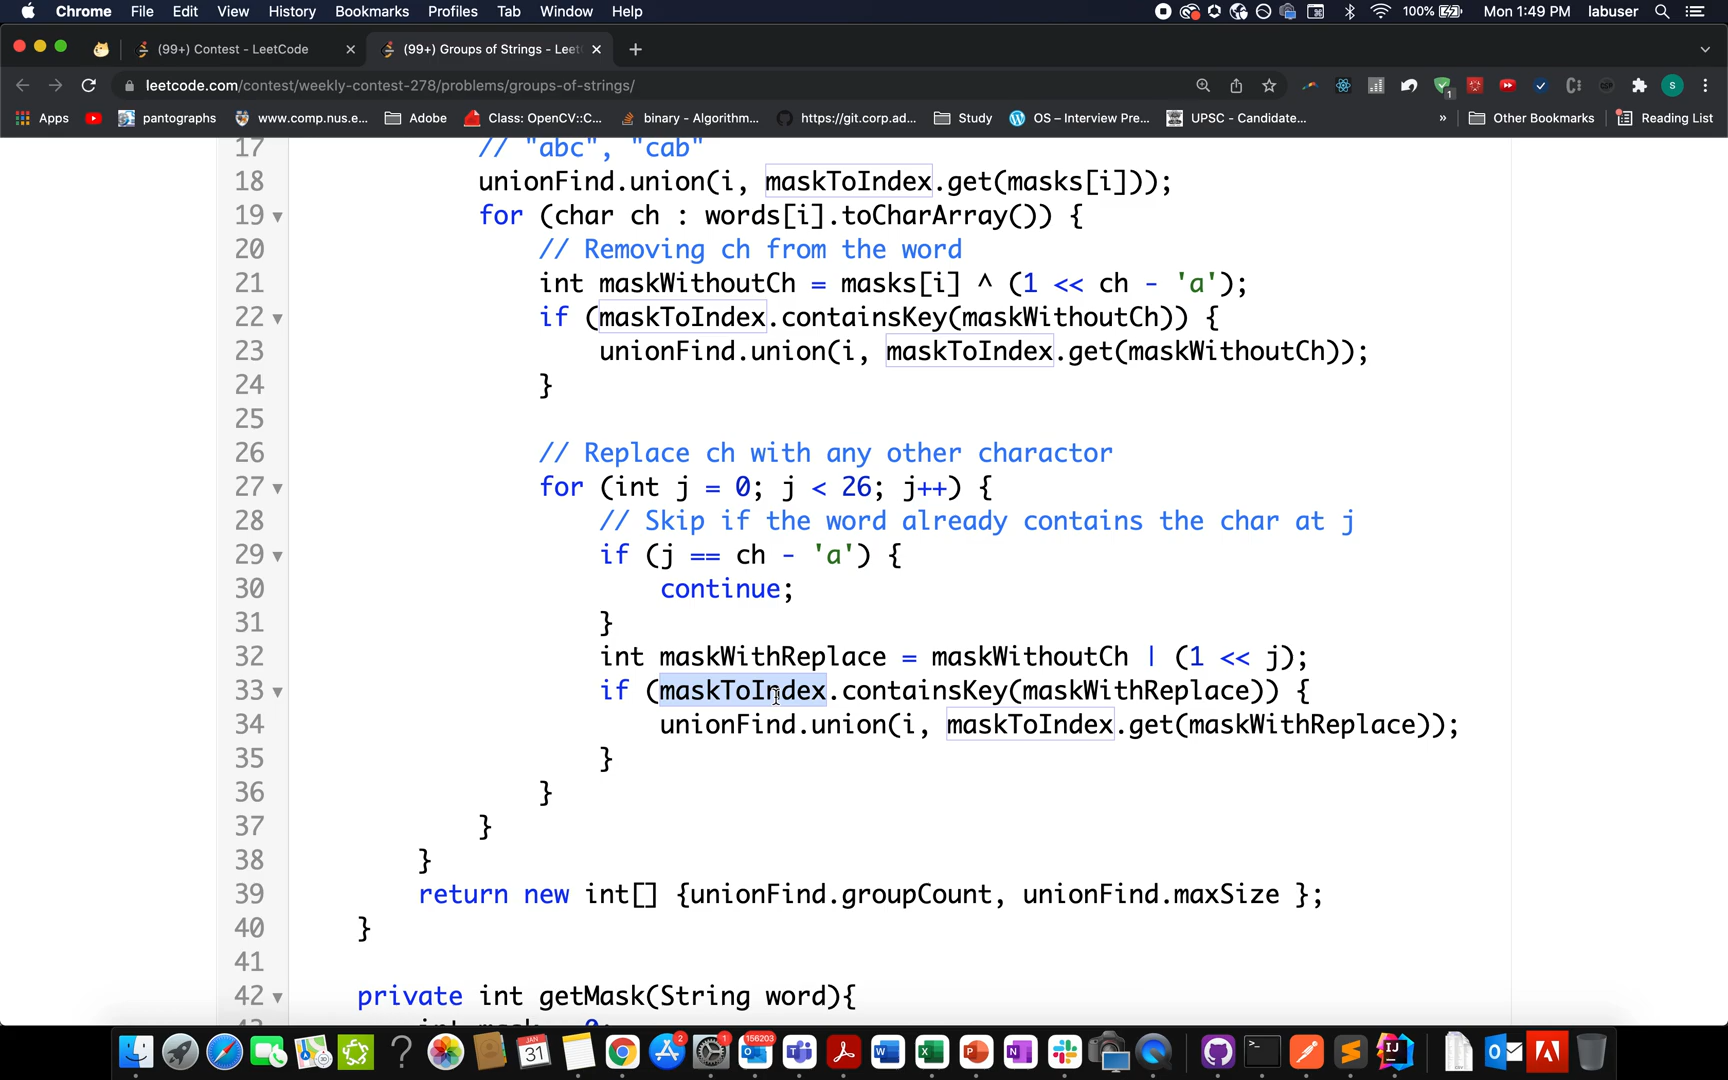 Chrome File Edit View History Bookmarks Profiles Tab Window Help 100% Mon 1:49 PM labuser
(99+) Contest - LeetCode (99+) Groups of Strings - Leet
leetcode.com/contest/weekly-contest-278/problems/groups-of-strings/
Apps pantographs www.comp.nus.e... Adobe Class: OpenCV::C... binary - Algorithm... https://git.corp.ad... Study OS – Interview Pre... UPSC - Candidate... » Other Bookmarks Reading List
17 // "abc", "cab"
18 unionFind.union(i, maskToIndex.get(masks[i]));
19 for (char ch : words[i].toCharArray()) {
20 // Removing ch from the word
21 int maskWithoutCh = masks[i] ^ (1 << ch - 'a');
22 if (maskToIndex.containsKey(maskWithoutCh)) {
23 unionFind.union(i, maskToIndex.get(maskWithoutCh));
24 }
25
26 // Replace ch with any other charactor
27 for (int j = 0; j < 26; j++) {
28 // Skip if the word already contains the char at j
29 if (j == ch - 'a') {
30 continue;
31 }
32 int maskWithReplace = maskWithoutCh | (1 << j);
33 if (maskToIndex.containsKey(maskWithReplace)) {
34 unionFind.union(i, maskToIndex.get(maskWithReplace));
35 }
36 }
37 }
38 }
39 return new int[] {unionFind.groupCount, unionFind.maxSize };
40 }
41
42 private int getMask(String word){
JAN 31 2 1 156203